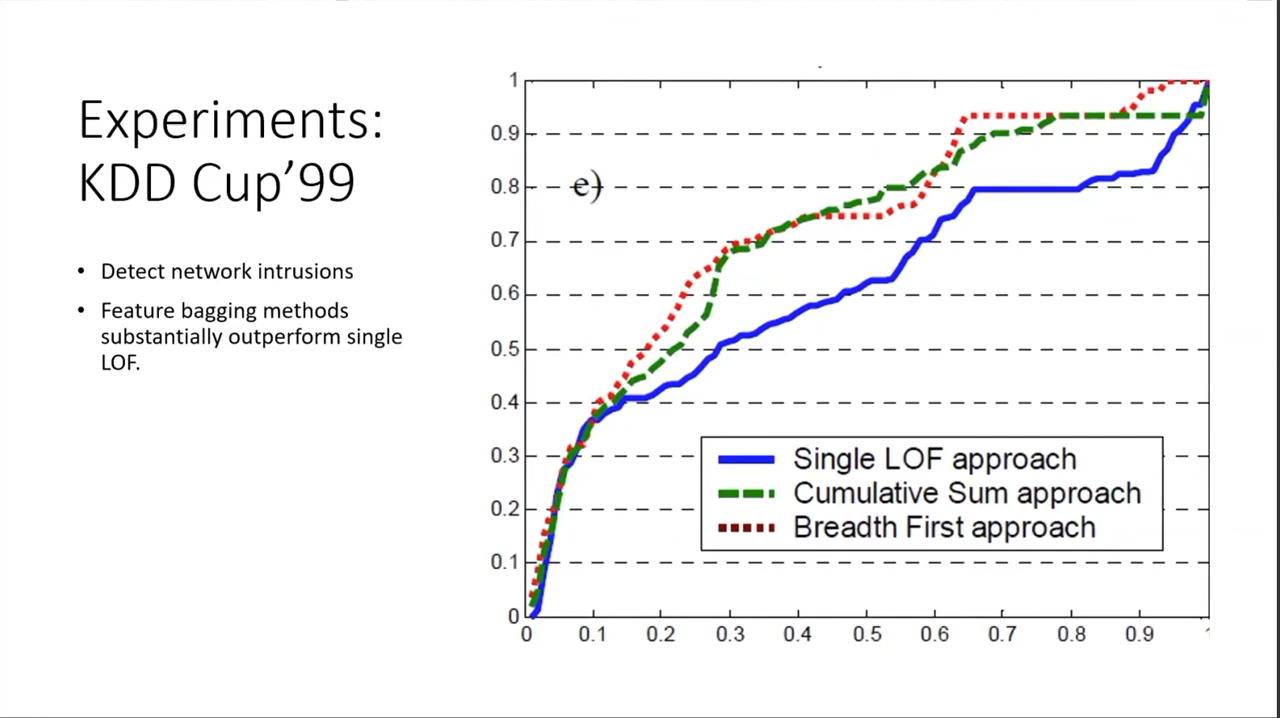 Experiments:
KDD Cup’99
• Detect network intrusions
• Feature bagging methods
substantially outperform single
LOF.
1
0.9
e)
0.8
0.7
0.6
0.5
0.4
0.3
0.2
0.1
0
Single LOF approach
Cumulative Sum approach
Breadth First approach
0 0.1 0.2 0.3 0.4 0.5 0.6 0.7 0.8 0.9